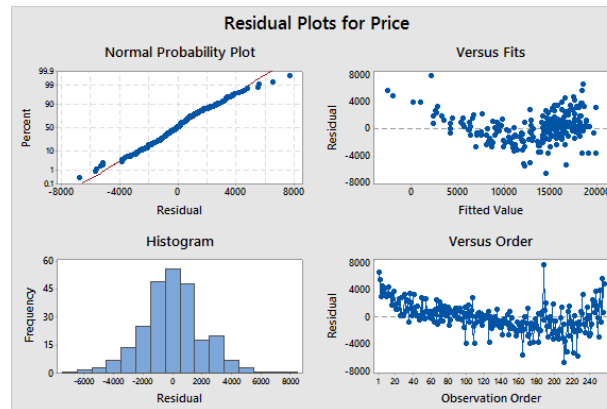 Residual Plots for Price
Normal Probability Plot
99.9
99
90
50
10
1
0.1
Percent
-8000 -4000 0 4000 8000
Residual
Versus Fits
8000
4000
0
-4000
-8000
Residual
0 5000 10000 15000 20000
Fitted Value
Histogram
60
45
30
15
0
Frequency
-6000 -4000 -2000 0 2000 4000 6000 8000
Residual
Versus Order
8000
4000
0
-4000
-8000
Residual
1 20 40 60 80 100 120 140 160 180 200 220 240
Observation Order